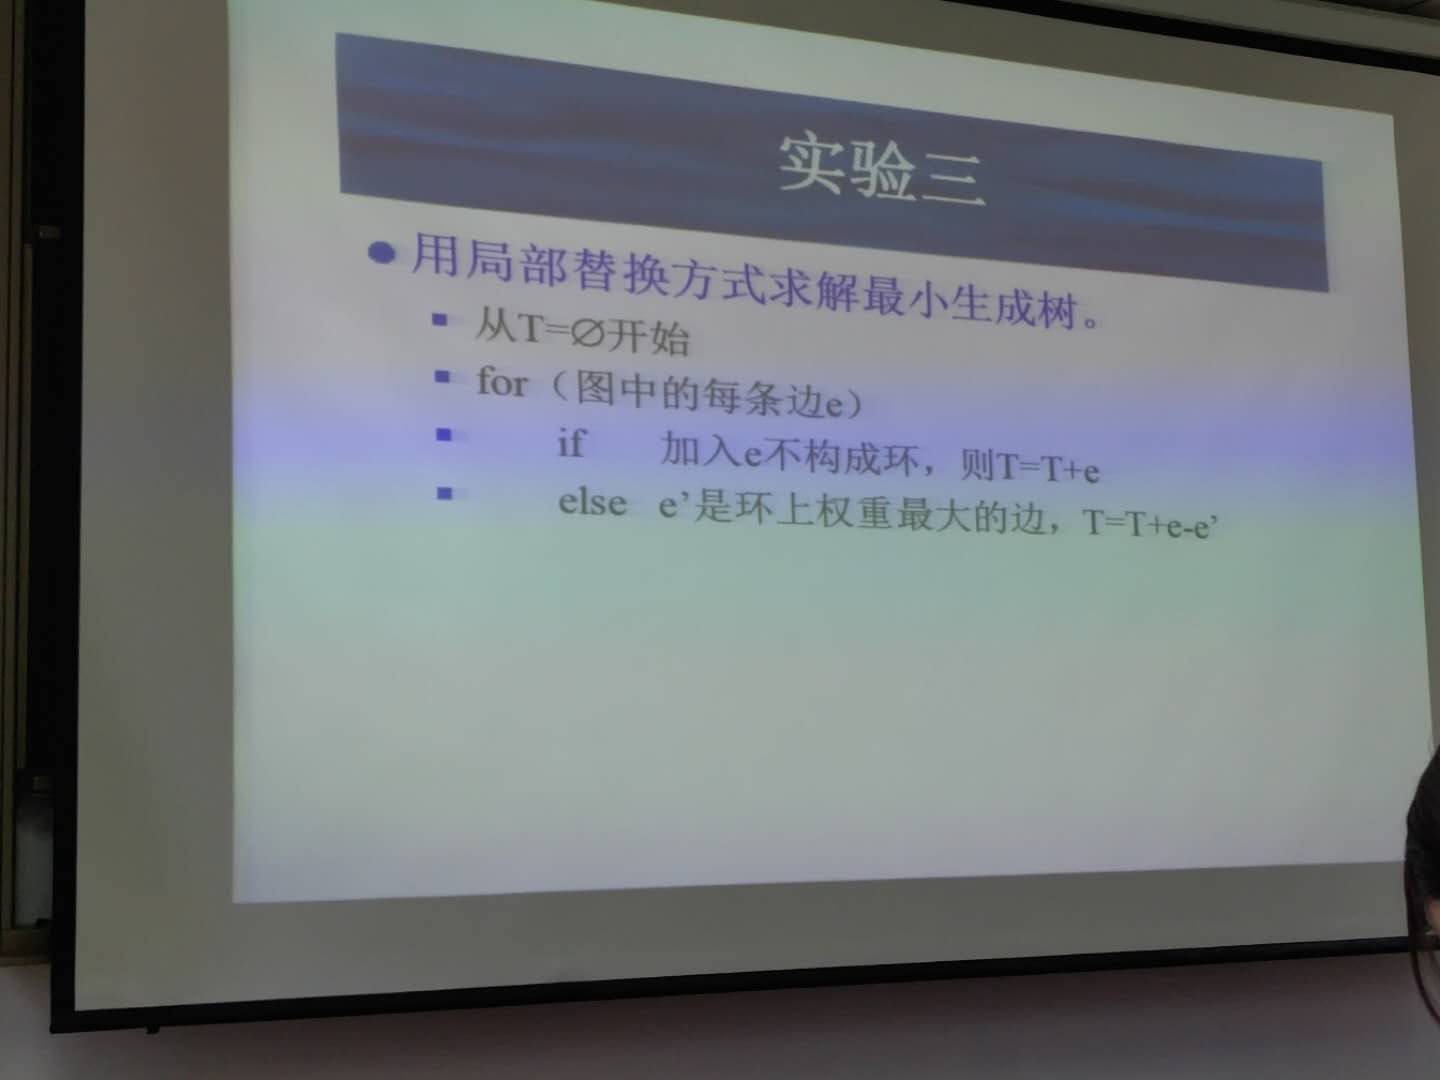 实验三
用局部替换方式求解最小生成树。
从T=∅开始
for（图中的每条边e）
if 加入e不构成环，则T=T+e
else e’是环上权重最大的边，T=T+e-e’